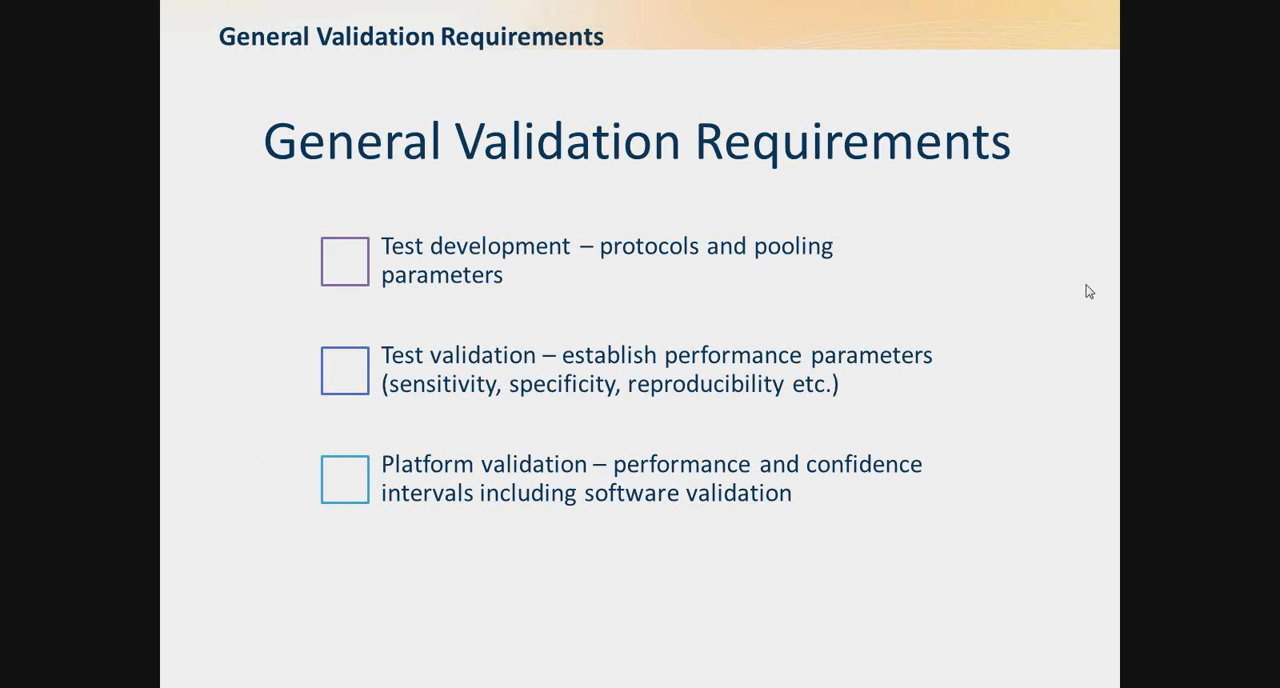 General Validation Requirements
General Validation Requirements
Test development – protocols and pooling
parameters
Test validation – establish performance parameters
(sensitivity, specificity, reproducibility etc.)
Platform validation – performance and confidence
intervals including software validation